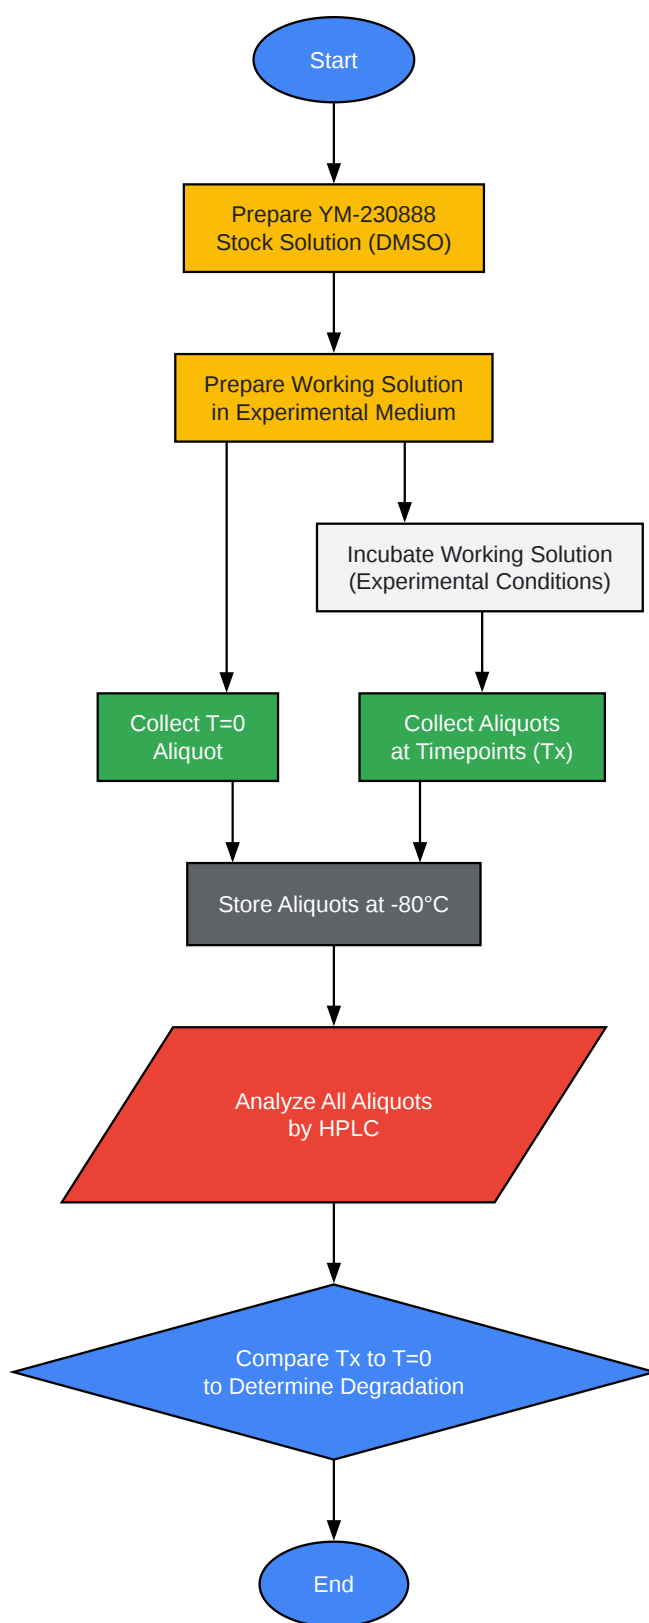 Start
Prepare YM-230888
Stock Solution (DMSO)
Prepare Working Solution
in Experimental Medium
Incubate Working Solution
(Experimental Conditions)
Collect T=0
Aliquot
Collect Aliquots
at Timepoints (Tx)
Store Aliquots at -80°C
Analyze All Aliquots
by HPLC
Compare Tx to T=0
to Determine Degradation
End